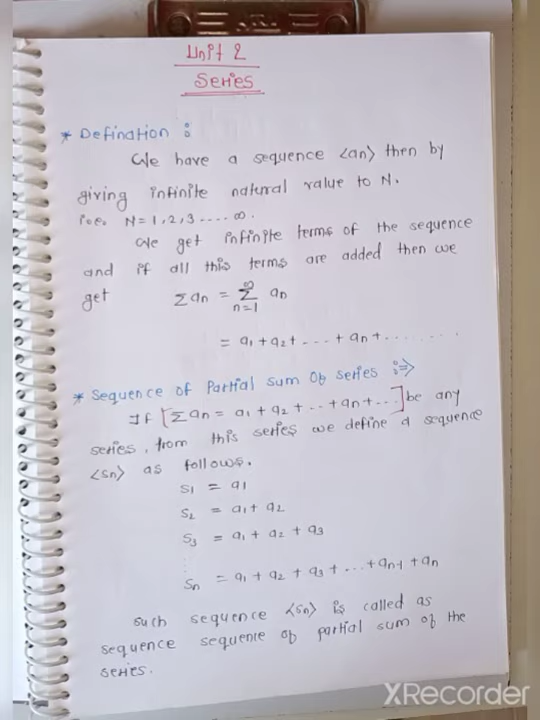 Unit 2
Series
* Defination :
We have a sequence <an> then by
giving infinite natural value to N.
i.e. N = 1, 2, 3 ..... ∞.
We get infinite terms of the sequence
and if all this terms are added then we
get Σan = ∞Σn=1 an
= a1 + a2 + ... + an + ........
* Sequence of Partial sum Of series :=>
If [Σan = a1 + a2 + .. + an + ...] be any
series, from this series we define a sequence
<sn> as follows.
S1 = a1
S2 = a1 + a2
S3 = a1 + a2 + a3
⋮
Sn = a1 + a2 + a3 + ... + an-1 + an
Such sequence <sn> is called as
sequence sequence of partial sum of the
series.
XRecorder